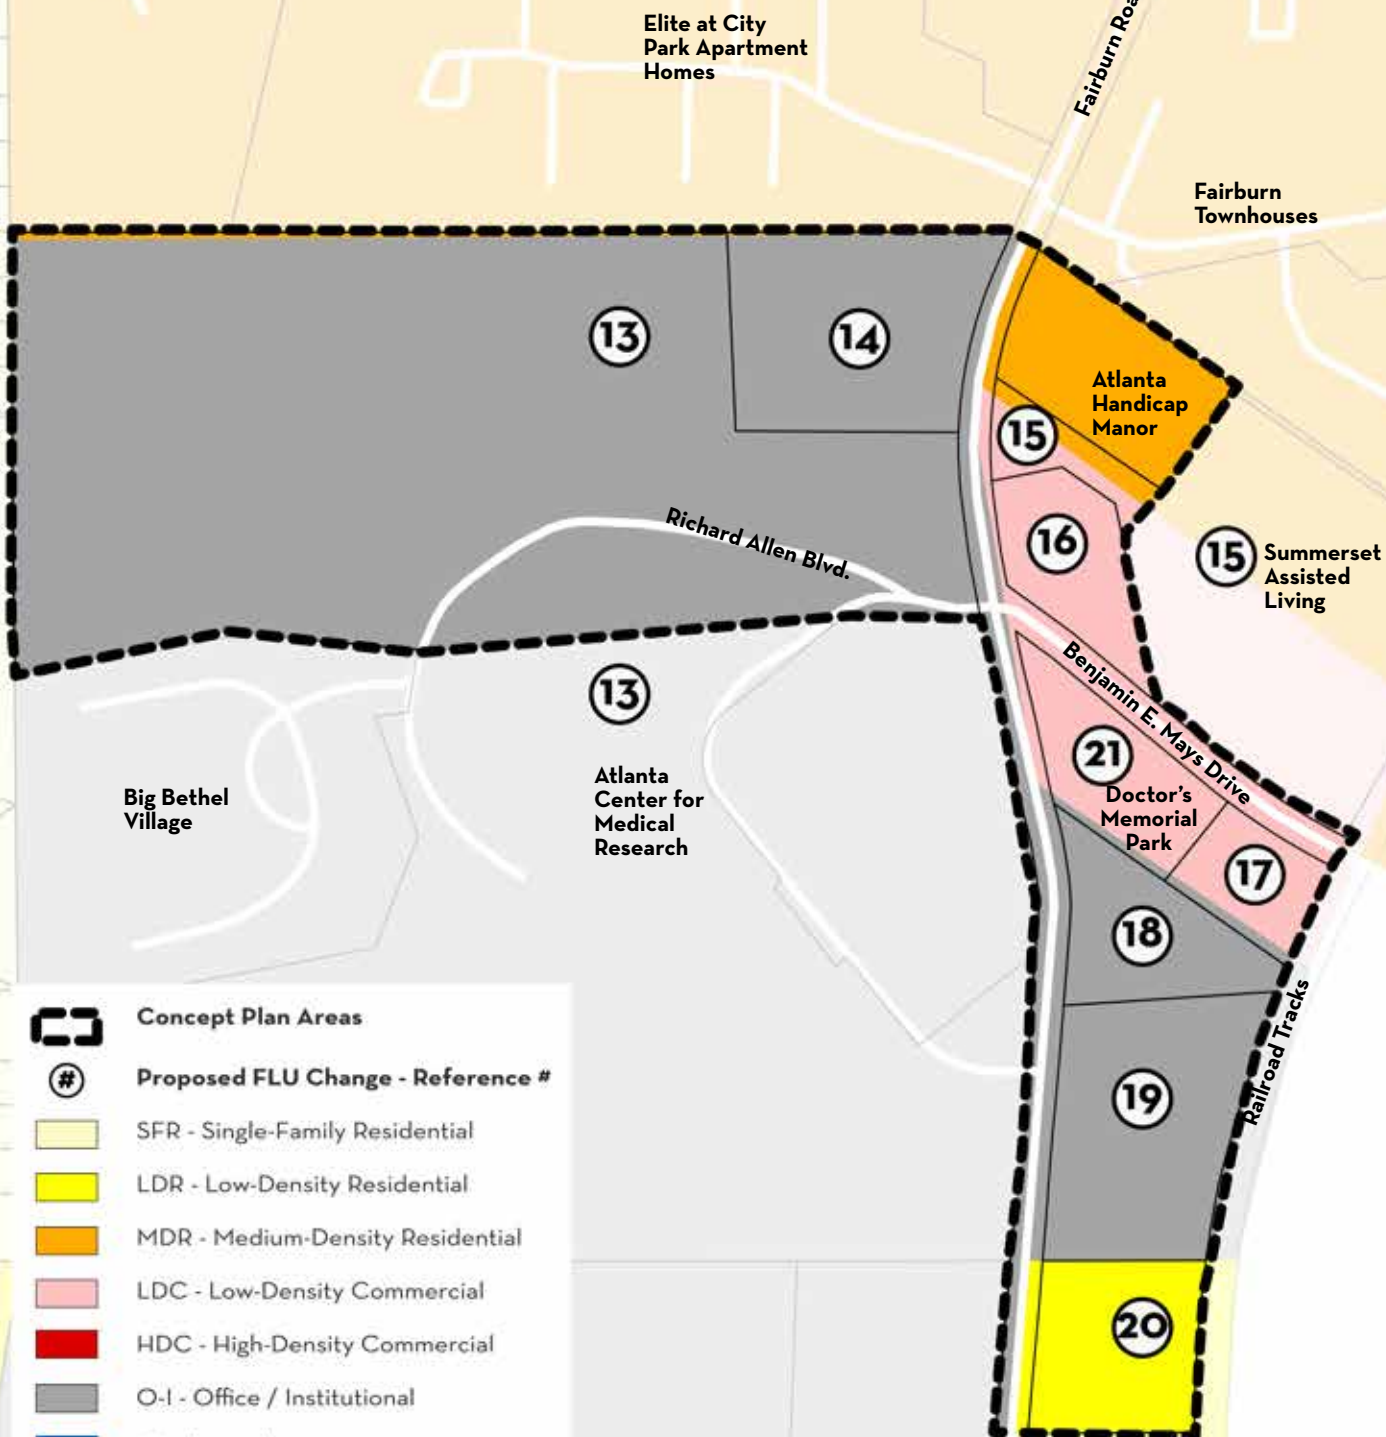 Elite at City
Park Apartment
Homes
Fairburn
Fairburn
Townhouses
13
14
Atlanta
Handicap
Manor
15
Richard Allen Blvd.
16
15
Summerset
Assisted
Living
13
Benjamin E. Mays Drive
21
Big Bethel
Village
Atlanta
Center for
Medical
Research
Doctor's
Memorial
Park
17
18
Railroad Tracks
19
20
Concept Plan Areas
# Proposed FLU Change - Reference #
SFR - Single-Family Residential
LDR - Low-Density Residential
MDR - Medium-Density Residential
LDC - Low-Density Commercial
HDC - High-Density Commercial
O-I - Office / Institutional